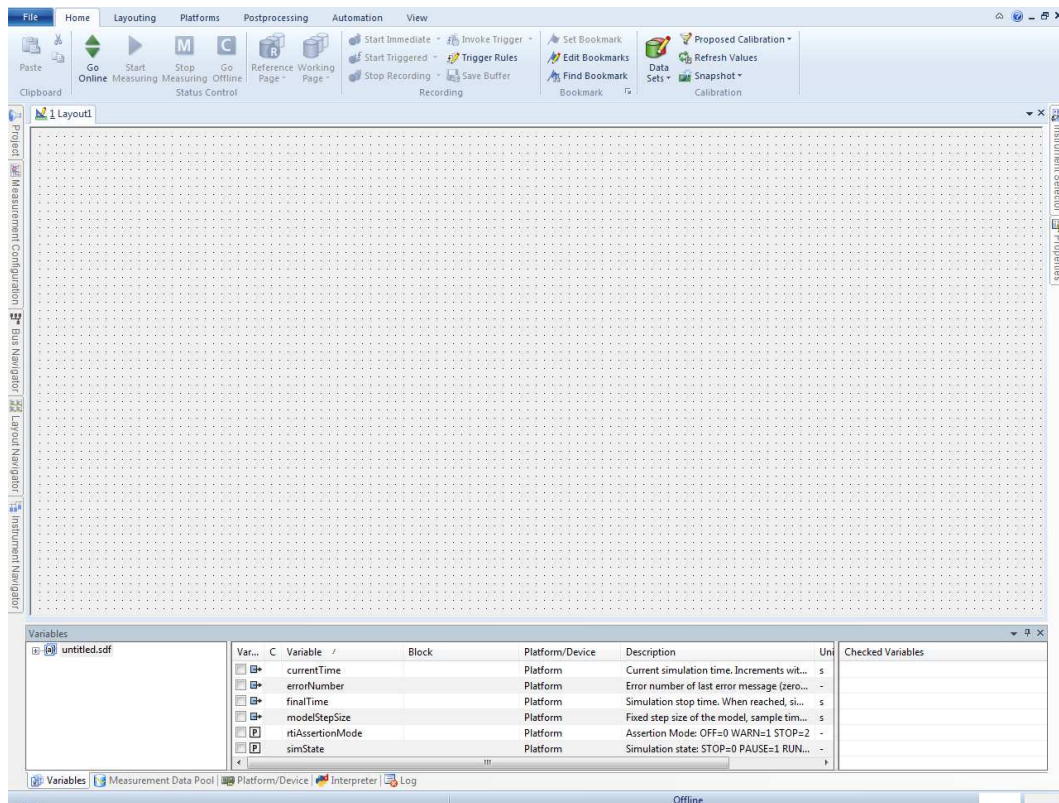 File Home Layouting Platforms Postprocessing Automation View
Paste
Clipboard
Go Online
Start Measuring
Stop Measuring
Go Offline
Status Control
Reference Page
Working Page
Start Immediate
Start Triggered
Stop Recording
Invoke Trigger
Trigger Rules
Save Buffer
Recording
Set Bookmark
Edit Bookmarks
Find Bookmark
Bookmark
Data Sets
Proposed Calibration
Refresh Values
Snapshot
Calibration
1 Layout1
Project
Measurement Configuration
Bus Navigator
Layout Navigator
Instrument Navigator
Instrument Selector
Properties
Variables
untitled.sdf
Var... C Variable / Block Platform/Device Description Uni
currentTime Platform Current simulation time. Increments wit... s
errorNumber Platform Error number of last error message (zero... -
finalTime Platform Simulation stop time. When reached, si... s
modelStepSize Platform Fixed step size of the model, sample tim... s
P rtiAssertionMode Platform Assertion Mode: OFF=0 WARN=1 STOP=2 -
P simState Platform Simulation state: STOP=0 PAUSE=1 RUN... -
Checked Variables
Variables Measurement Data Pool Platform/Device Interpreter Log
Offline